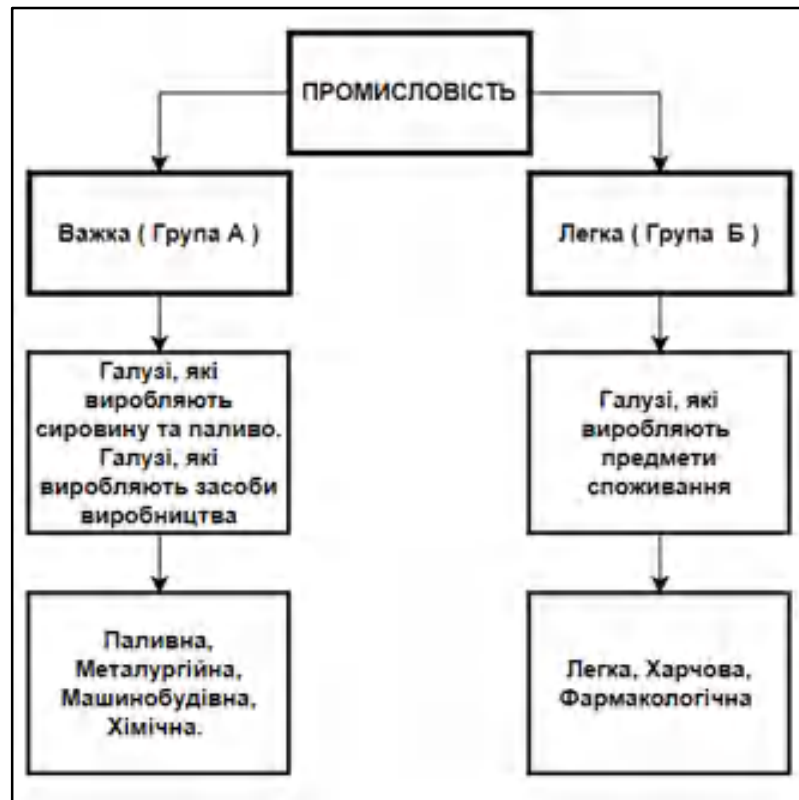 ПРОМИСЛОВІСТЬ
Важка ( Група А )
Легка ( Група Б )
Галузі, які
виробляють
сировину та паливо.
Галузі, які
виробляють засоби
виробництва
Галузі, які
виробляють
предмети
споживання
Паливна,
Металургійна,
Машинобудівна,
Хімічна.
Легка, Харчова,
Фармакологічна